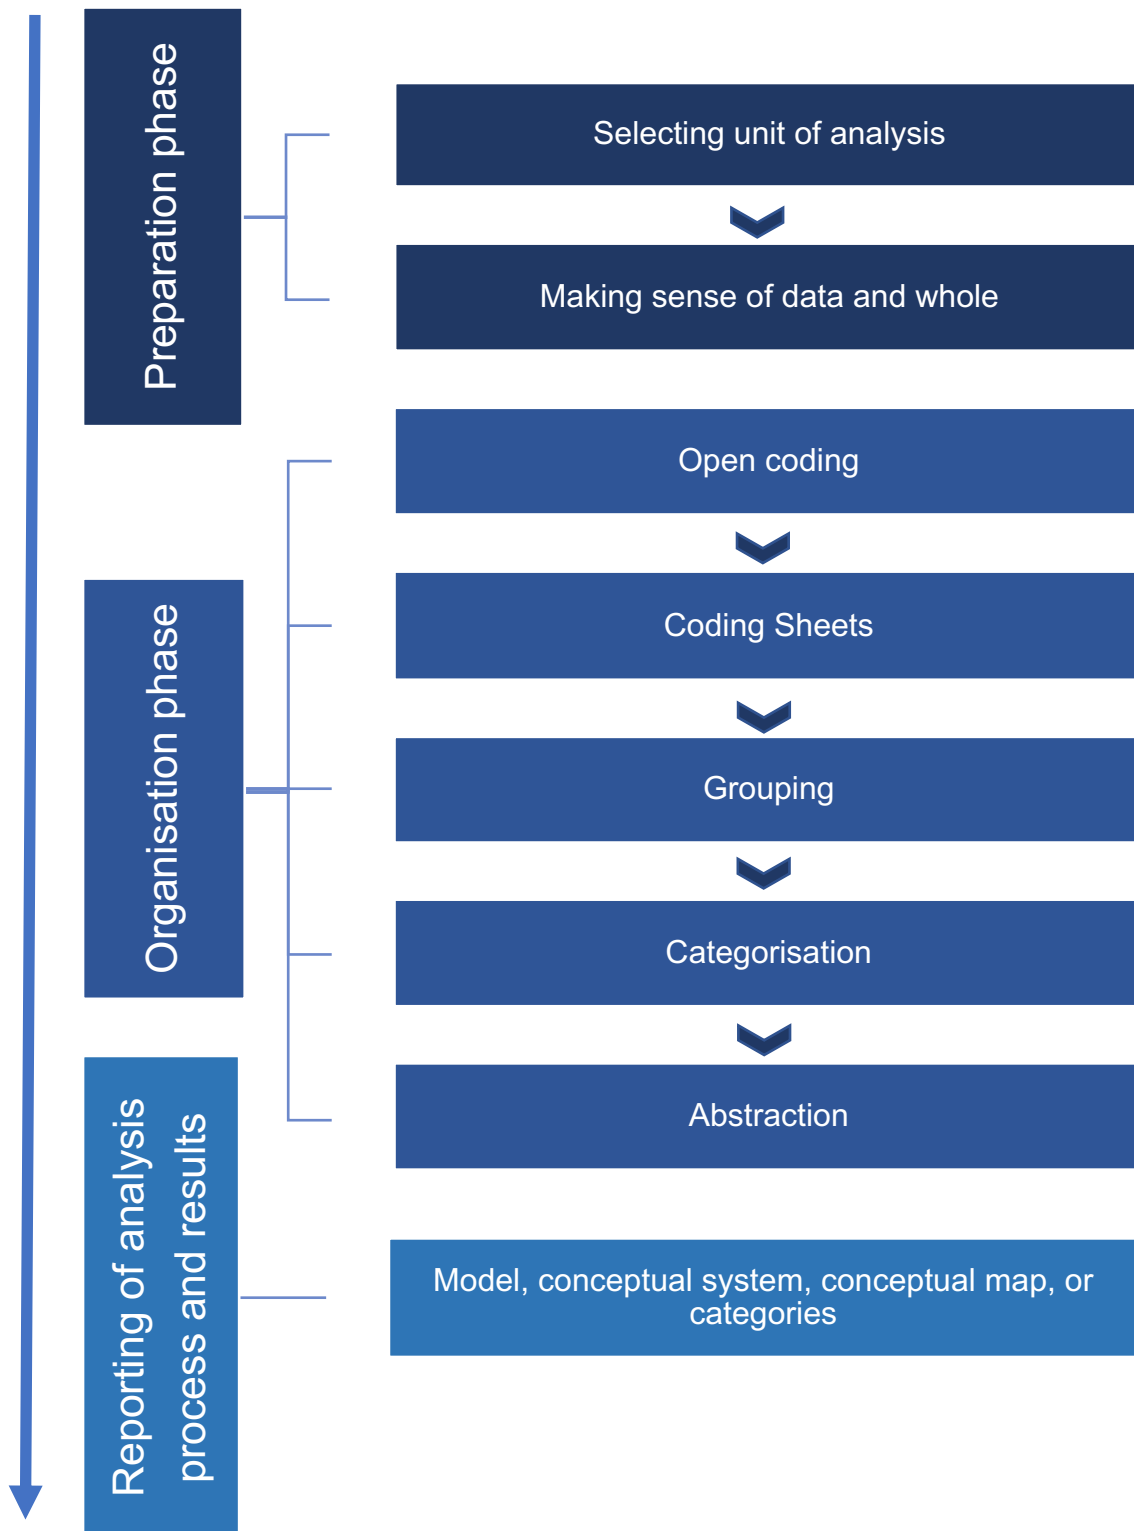 Preparation phase
Selecting unit of analysis
Making sense of data and whole
Organisation phase
Open coding
Coding Sheets
Grouping
Categorisation
Abstraction
Reporting of analysis
process and results
Model, conceptual system, conceptual map, or
categories